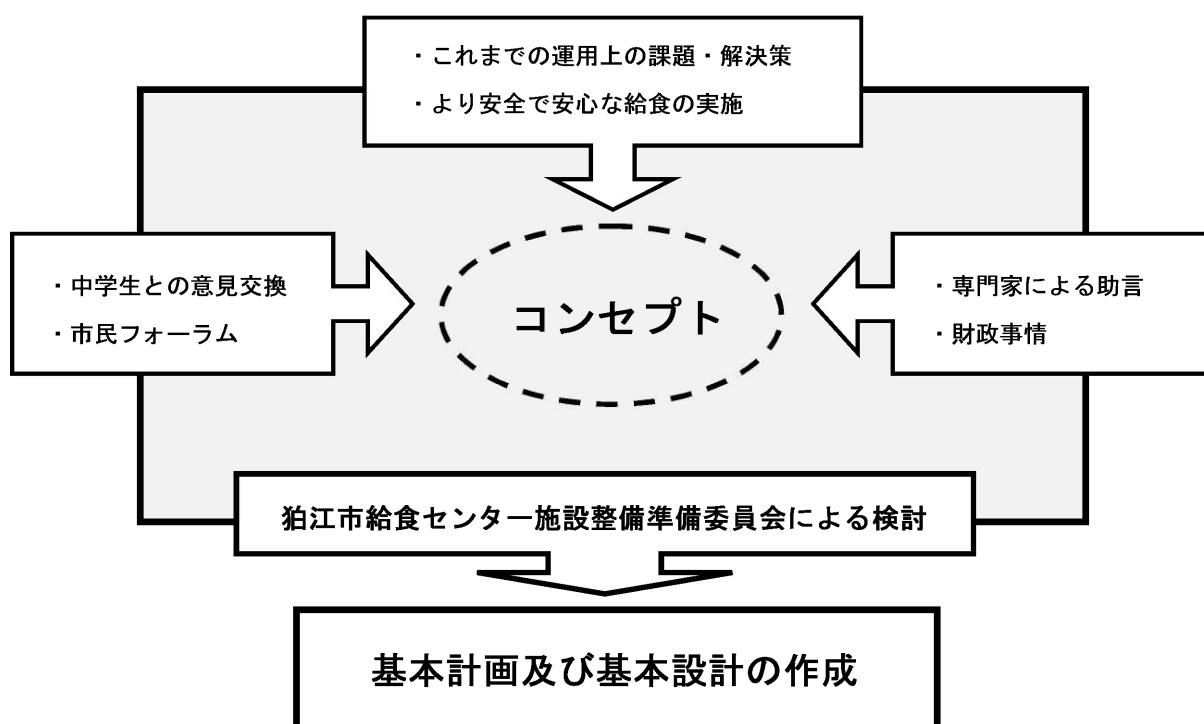 ・これまでの運用上の課題・解決策
・より安全で安心な給食の実施
・中学生との意見交換
・市民フォーラム
コンセプト
・専門家による助言
・財政事情
狛江市給食センター施設整備準備委員会による検討
基本計画及び基本設計の作成